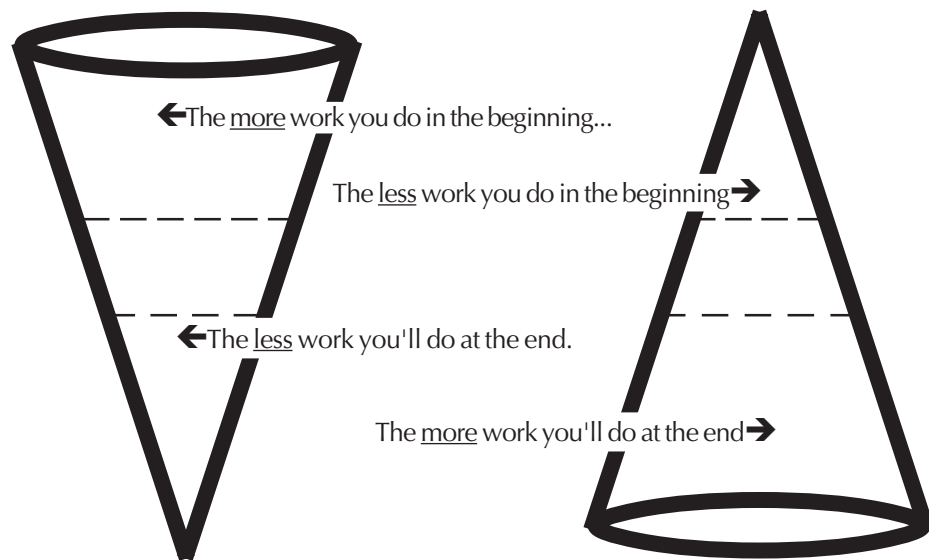 The more work you do in the beginning...
The less work you do in the beginning
The less work you'll do at the end.
The more work you'll do at the end